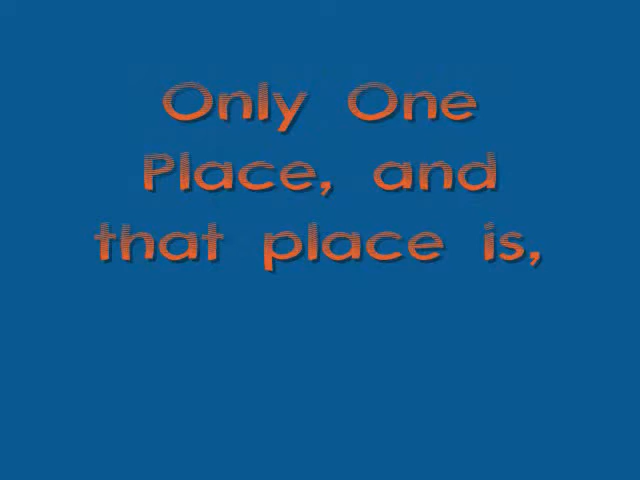 Only One
Place, and
that place is,